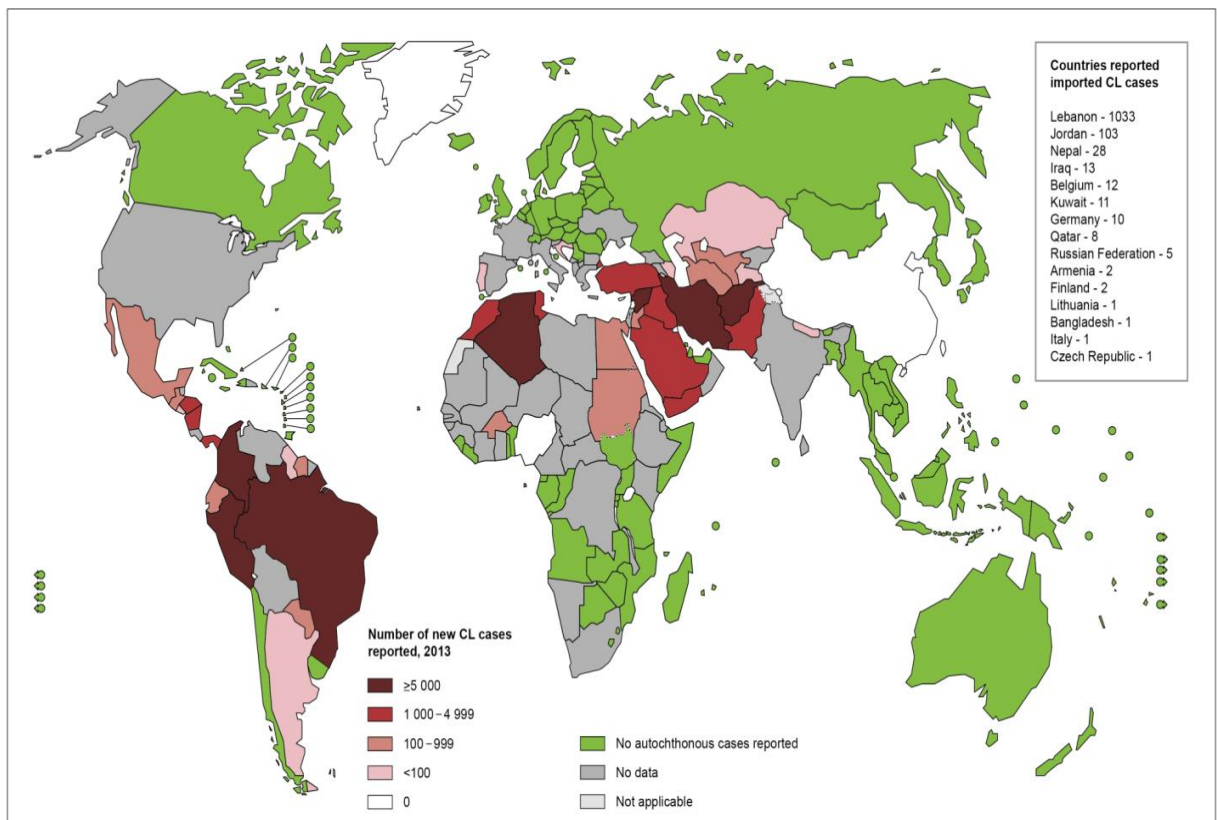 Countries reported
imported CL cases
Lebanon - 1033
Jordan - 103
Nepal - 28
Iraq - 13
Belgium - 12
Kuwait - 11
Germany - 10
Qatar - 8
Russian Federation - 5
Armenia - 2
Finland - 2
Lithuania - 1
Bangladesh - 1
Italy - 1
Czech Republic - 1
Number of new CL cases
reported, 2013
≥5 000
1 000 – 4 999
100 – 999
<100
0
No autochthonous cases reported
No data
Not applicable